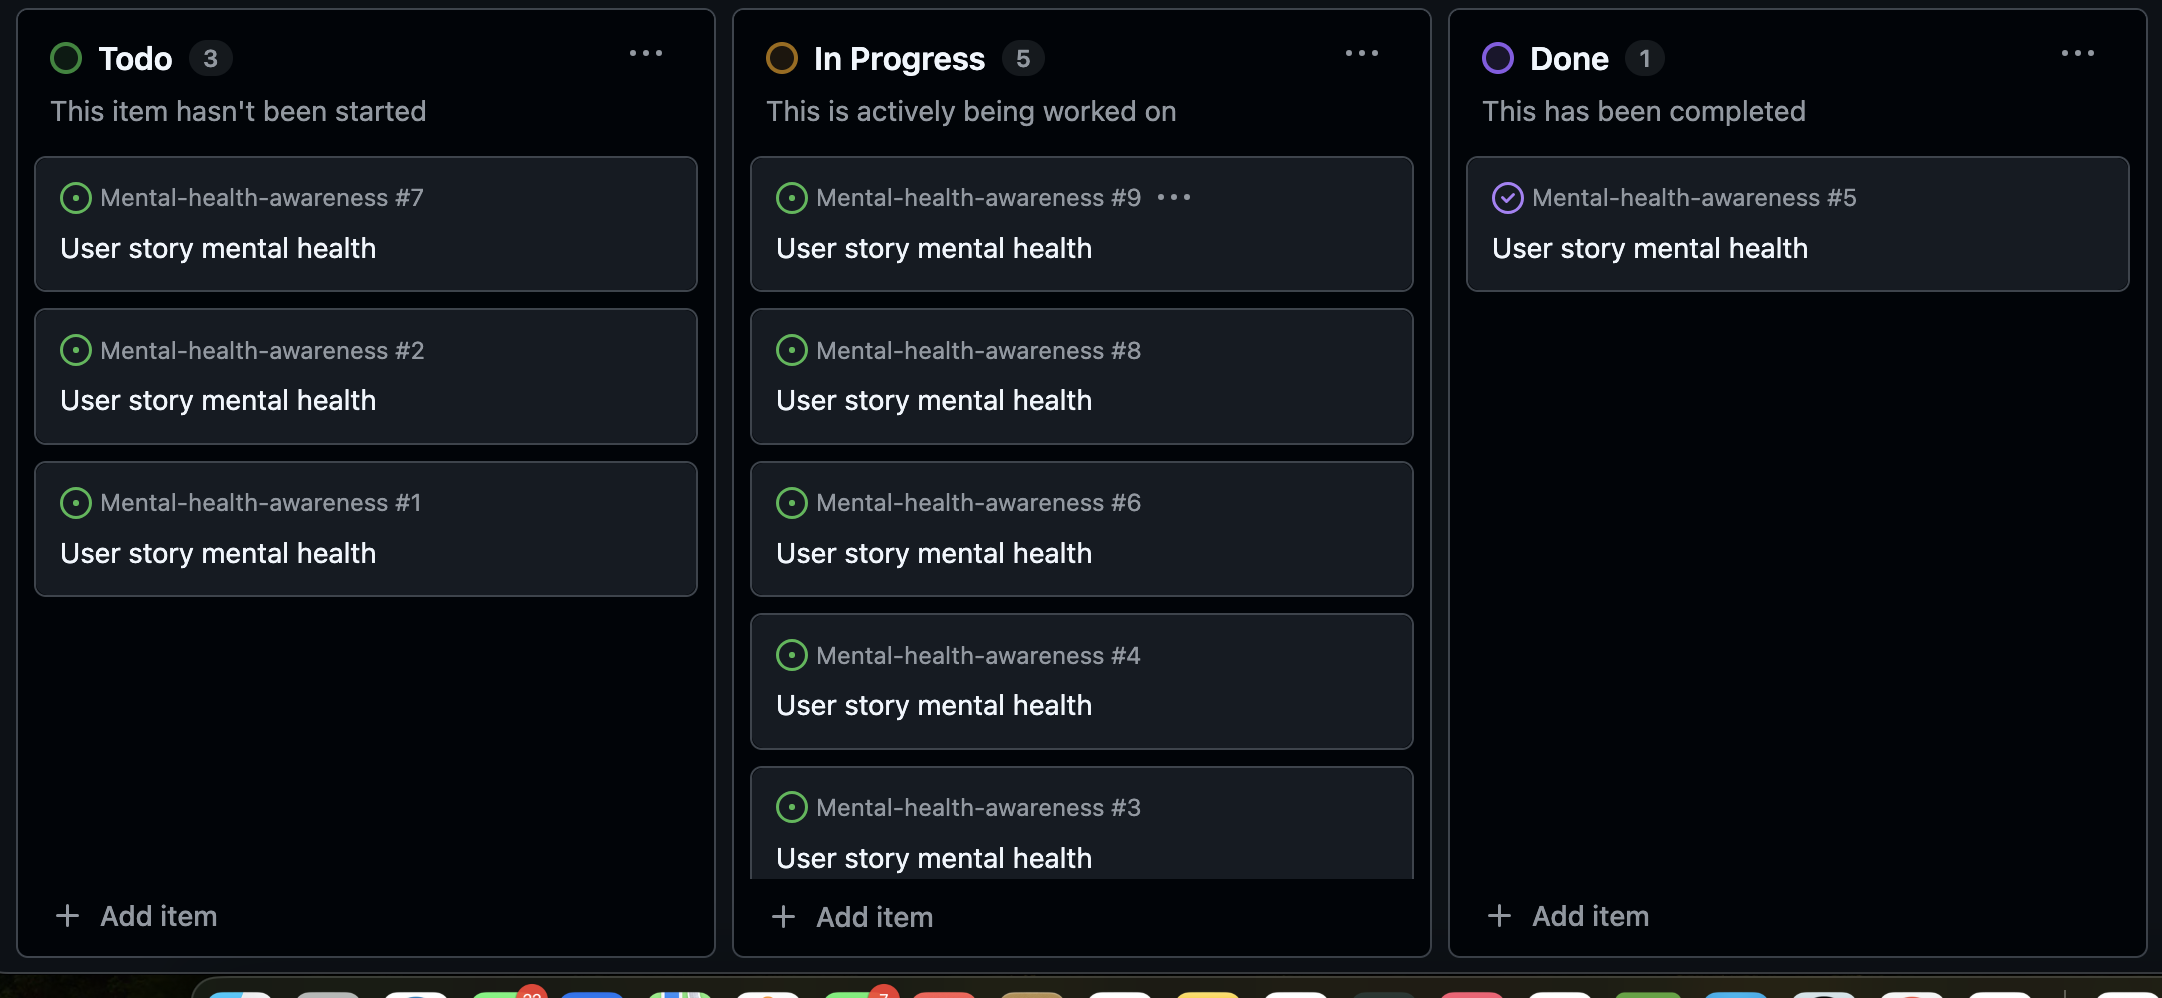 Todo 3
This item hasn't been started
Mental-health-awareness #7
User story mental health
Mental-health-awareness #2
User story mental health
Mental-health-awareness #1
User story mental health
+ Add item
In Progress 5
This is actively being worked on
Mental-health-awareness #9
User story mental health
Mental-health-awareness #8
User story mental health
Mental-health-awareness #6
User story mental health
Mental-health-awareness #4
User story mental health
Mental-health-awareness #3
User story mental health
+ Add item
Done 1
This has been completed
Mental-health-awareness #5
User story mental health
+ Add item